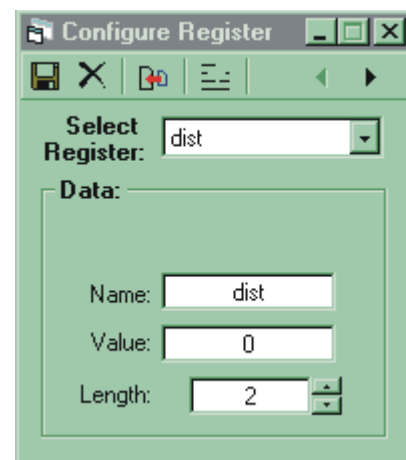 Configure Register
Select
Register:
dist
Data:
Name:
dist
Value:
0
Length:
2